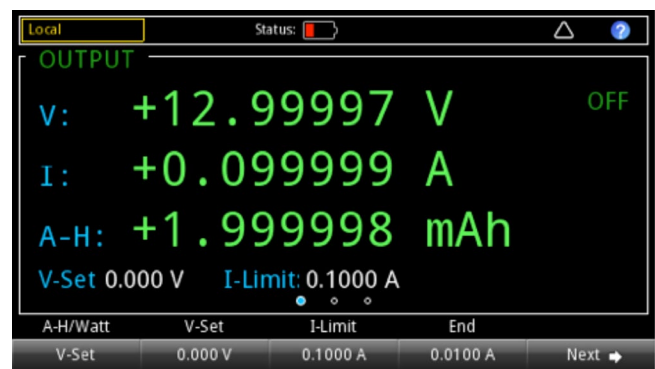 Local Status: ?
OUTPUT
V: +12.99997 V OFF
I: +0.099999 A
A-H: +1.999998 mAh
V-Set 0.000 V I-Limit: 0.1000 A
A-H/Watt V-Set I-Limit End
V-Set 0.000 V 0.1000 A 0.0100 A Next